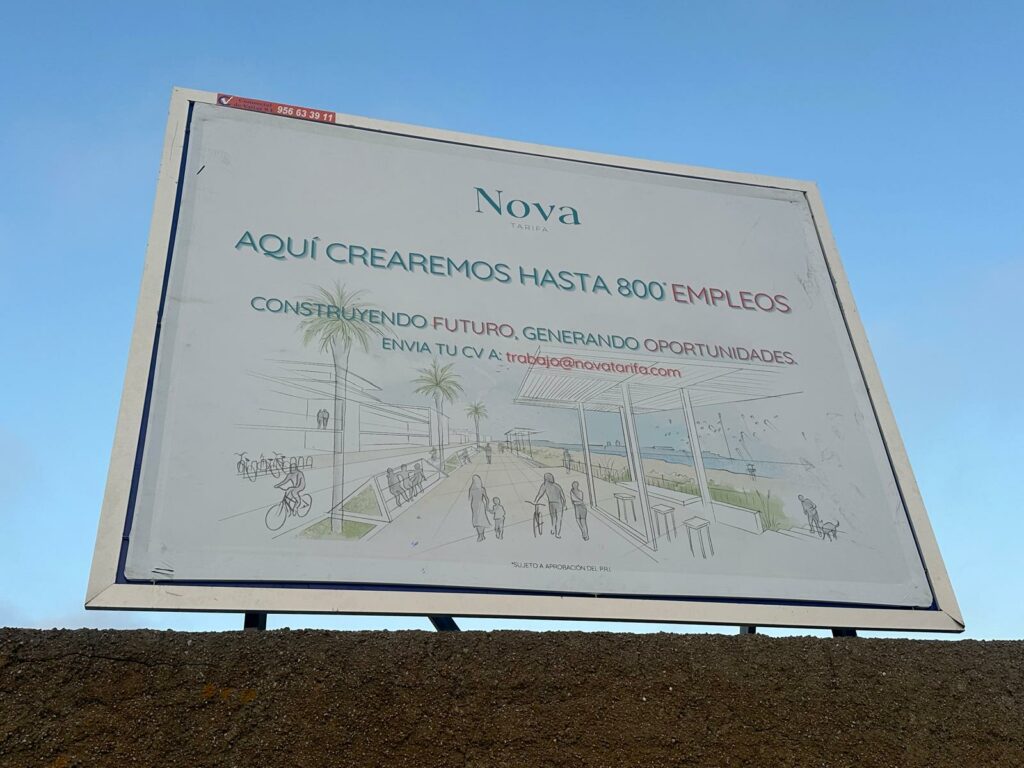 956 63 39 11
Nova
TARIFA
AQUÍ CREAREMOS HASTA 800* EMPLEOS
CONSTRUYENDO FUTURO, GENERANDO OPORTUNIDADES.
ENVIA TU CV A: trabajo@novatarifa.com
*SUJETO A APROBACIÓN DEL P.R.I.